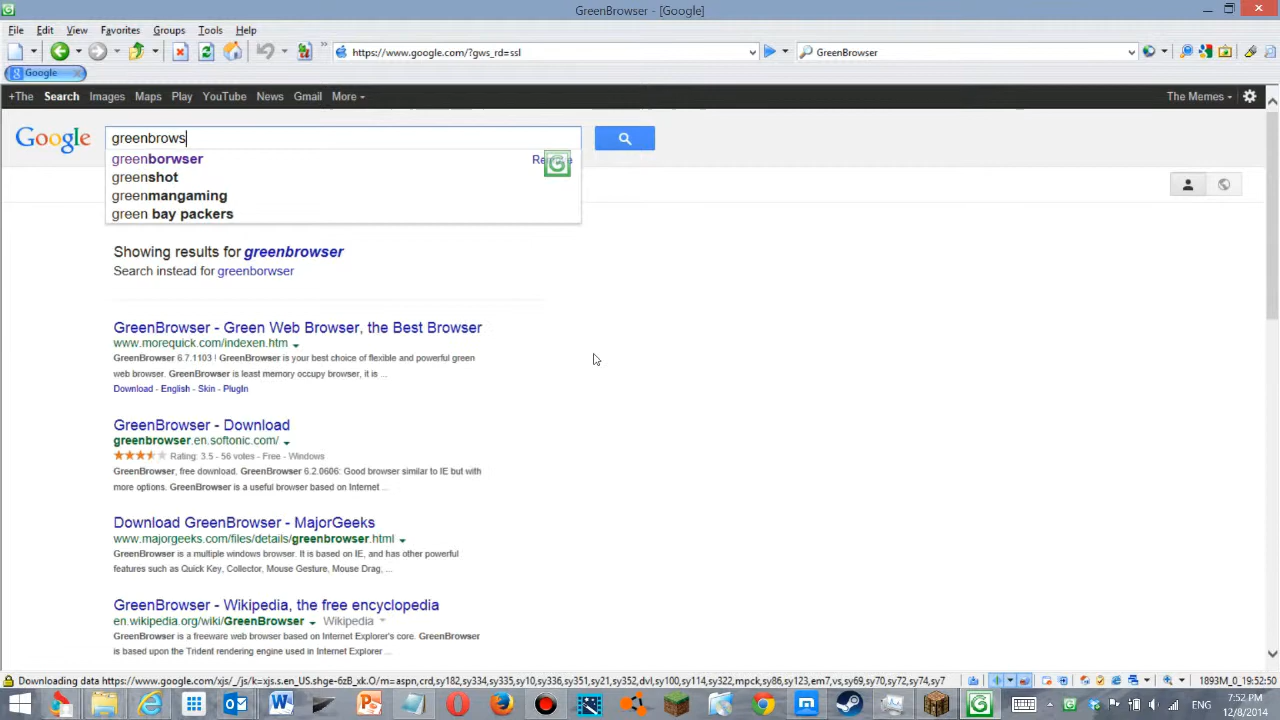 GreenBrowser - [Google]
File Edit View Favorites Groups Tools Help
https://www.google.com/?gws_rd=ssl
GreenBrowser
Google
+The Search Images Maps Play YouTube News Gmail More
The Memes
Google
greenbrows
greenborwser
greenshot
greenmangaming
green bay packers
Showing results for greenbrowser
Search instead for greenborwser
GreenBrowser - Green Web Browser, the Best Browser
www.morequick.com/indexen.htm
GreenBrowser 6.7.1103 ! GreenBrowser is your best choice of flexible and powerful green
web browser. GreenBrowser is least memory occupy browser, it is ...
Download - English - Skin - PlugIn
GreenBrowser - Download
greenbrowser.en.softonic.com/
Rating: 3.5 - 56 votes - Free - Windows
GreenBrowser, free download. GreenBrowser 6.2.0606: Good browser similar to IE but with
more options. GreenBrowser is a useful browser based on Internet ...
Download GreenBrowser - MajorGeeks
www.majorgeeks.com/files/details/greenbrowser.html
GreenBrowser is a multiple windows browser. It is based on IE, and has other powerful
features such as Quick Key, Collector, Mouse Gesture, Mouse Drag, ...
GreenBrowser - Wikipedia, the free encyclopedia
en.wikipedia.org/wiki/GreenBrowser Wikipedia
GreenBrowser is a freeware web browser based on Internet Explorer's core. GreenBrowser
is based upon the Trident rendering engine used in Internet Explorer ...
Downloading data https://www.google.com/xjs/_/js/k=xjs.s.en_US.shge-6zB_xk.O/m=aspn,crd,sy182,sy334,sy335,sy10,sy336,sy351,sy21,sy352,dvl,sy100,sy114,sy322,mpck,sy86,sy123,em7,vs,sy69,sy70,sy72,sy74,sy7
1893M_0_19:52:50
7:52 PM
12/8/2014